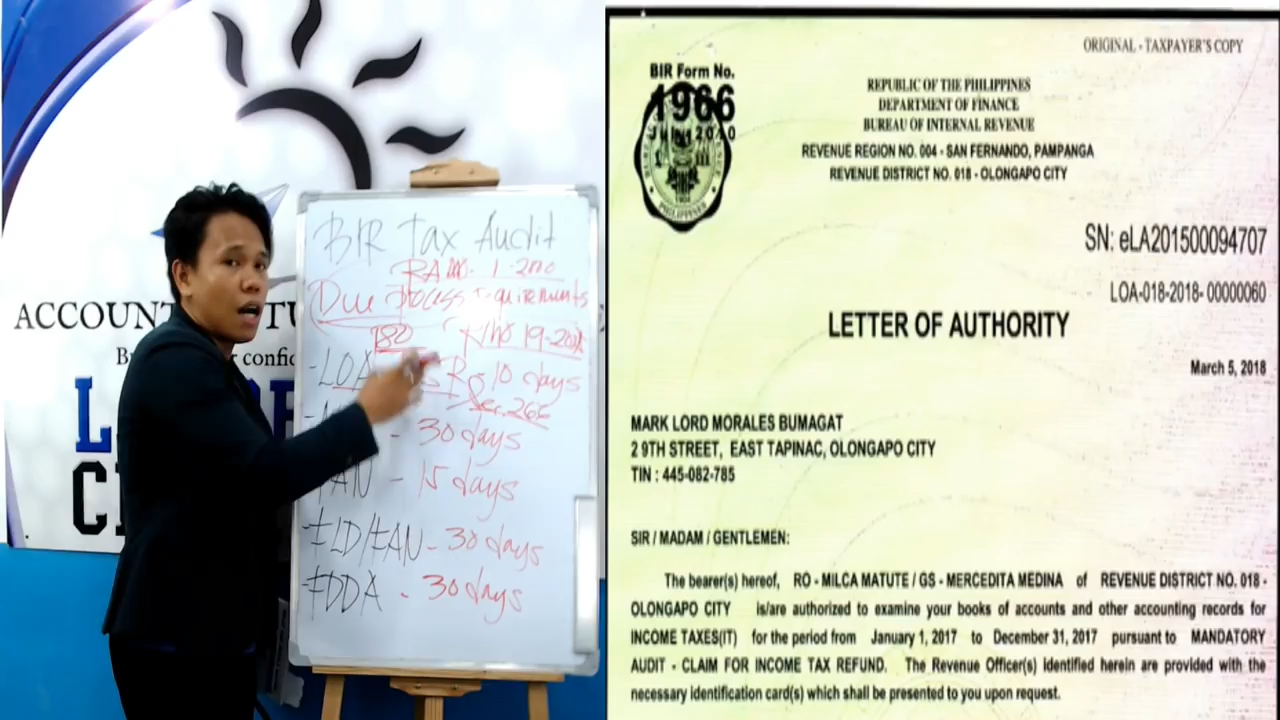 ACCOUNT
TU
B
r confid
L
C
BIR Tax Audit
RAMO. 1-2000
Due process requirements
180
RMO 19-2015
-LOA
R - 10 days
Sec. 266
- 30 days
PAN - 15 days
FLD/FAN - 30 days
FDDA - 30 days
ORIGINAL - TAXPAYER'S COPY
BIR Form No.
1966
July 2010
REPUBLIC OF THE PHILIPPINES
DEPARTMENT OF FINANCE
BUREAU OF INTERNAL REVENUE
REVENUE REGION NO. 004 - SAN FERNANDO, PAMPANGA
REVENUE DISTRICT NO. 018 - OLONGAPO CITY
SN: eLA201500094707
LOA-018-2018- 00000060
LETTER OF AUTHORITY
March 5, 2018
MARK LORD MORALES BUMAGAT
2 9TH STREET, EAST TAPINAC, OLONGAPO CITY
TIN : 445-082-785
SIR / MADAM / GENTLEMEN:
The bearer(s) hereof, RO - MILCA MATUTE / GS - MERCEDITA MEDINA of REVENUE DISTRICT NO. 018 -
OLONGAPO CITY is/are authorized to examine your books of accounts and other accounting records for
INCOME TAXES(IT) for the period from January 1, 2017 to December 31, 2017 pursuant to MANDATORY
AUDIT - CLAIM FOR INCOME TAX REFUND. The Revenue Officer(s) identified herein are provided with the
necessary identification card(s) which shall be presented to you upon request.